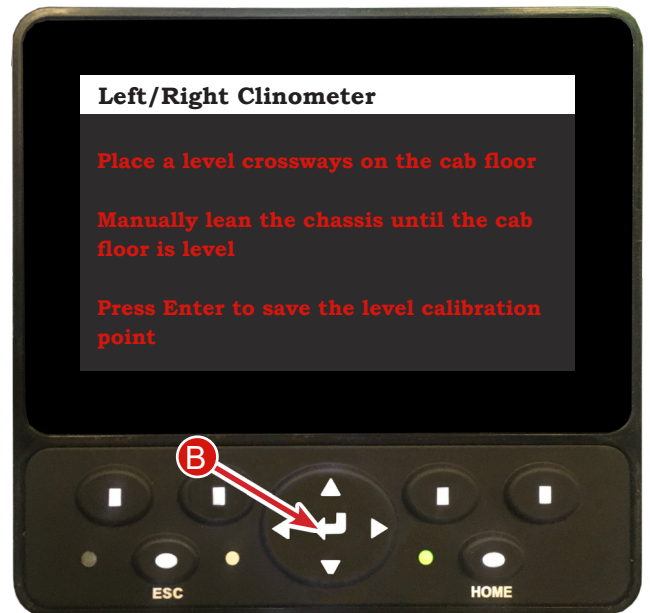 Left/Right Clinometer
Place a level crossways on the cab floor
Manually lean the chassis until the cab
floor is level
Press Enter to save the level calibration
point
B
ESC
HOME